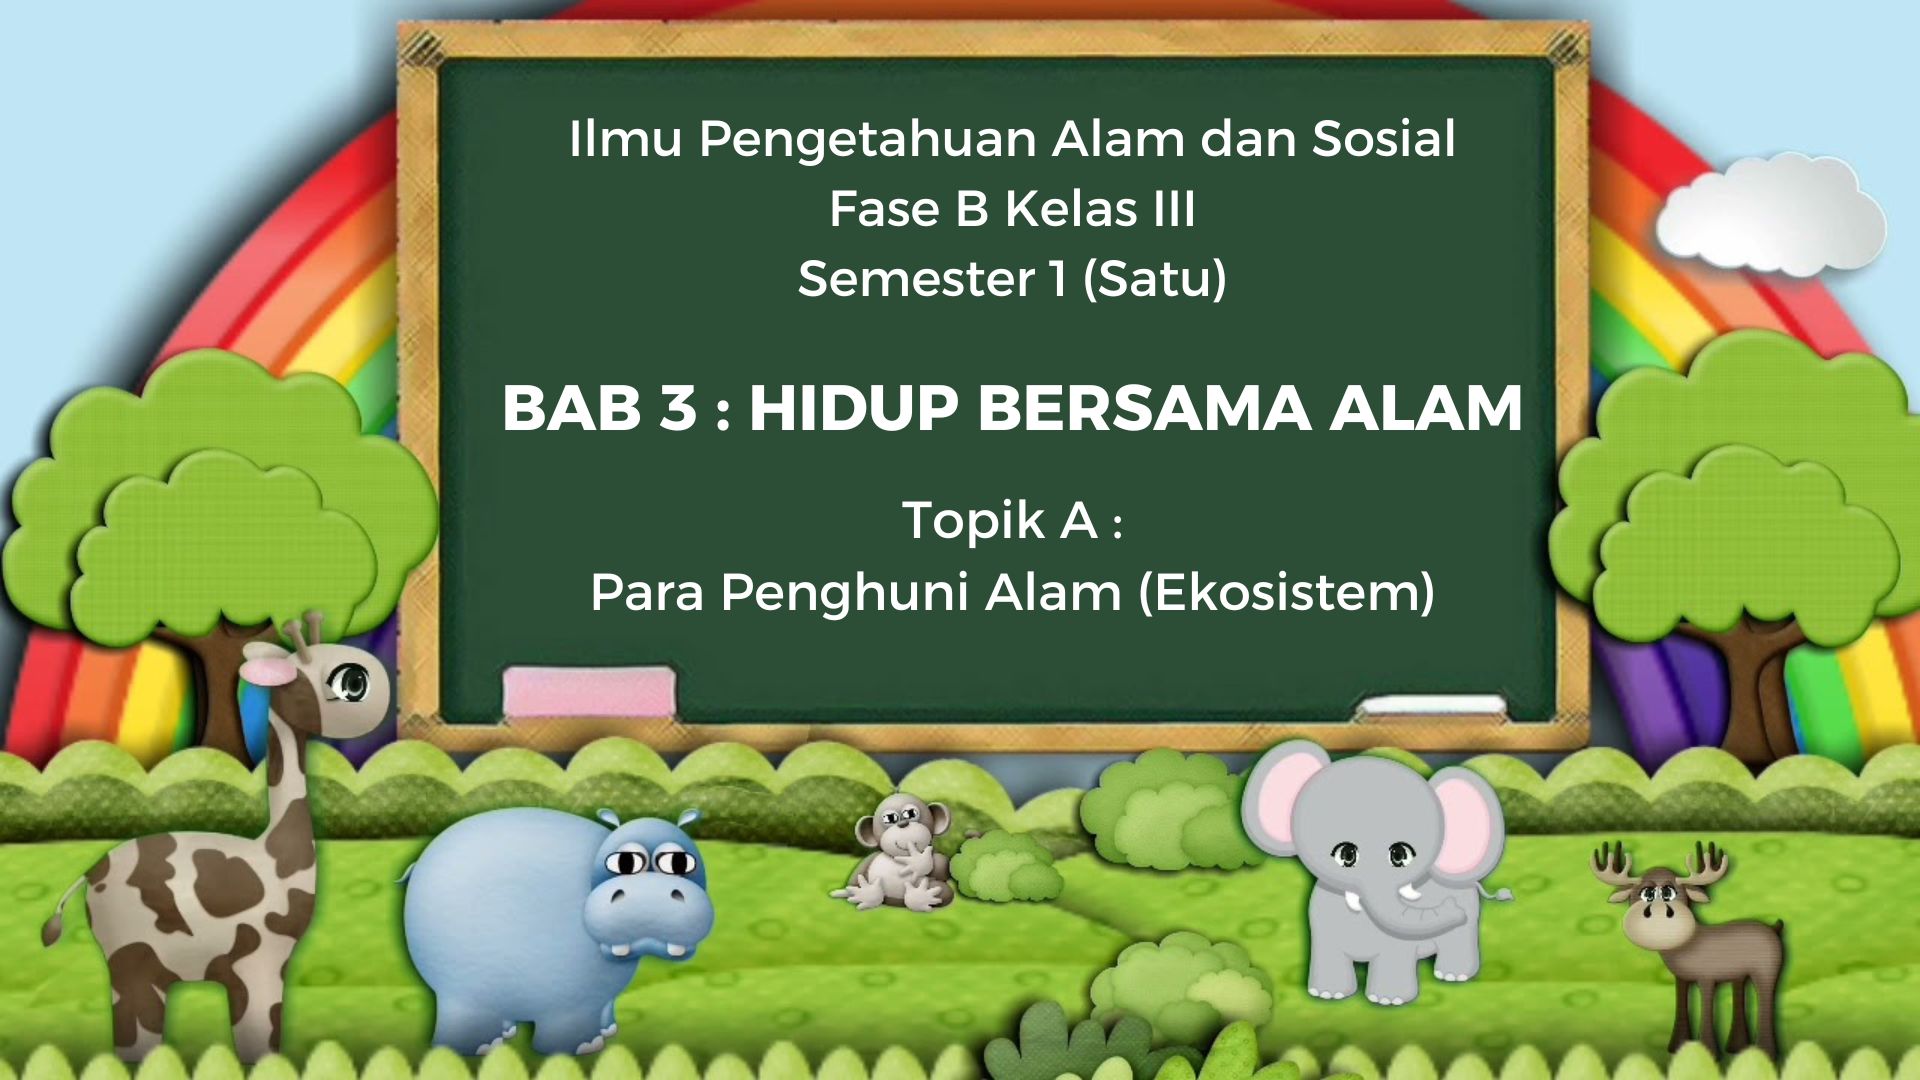 Ilmu Pengetahuan Alam dan Sosial
Fase B Kelas III
Semester 1 (Satu)
BAB 3 : HIDUP BERSAMA ALAM
Topik A :
Para Penghuni Alam (Ekosistem)